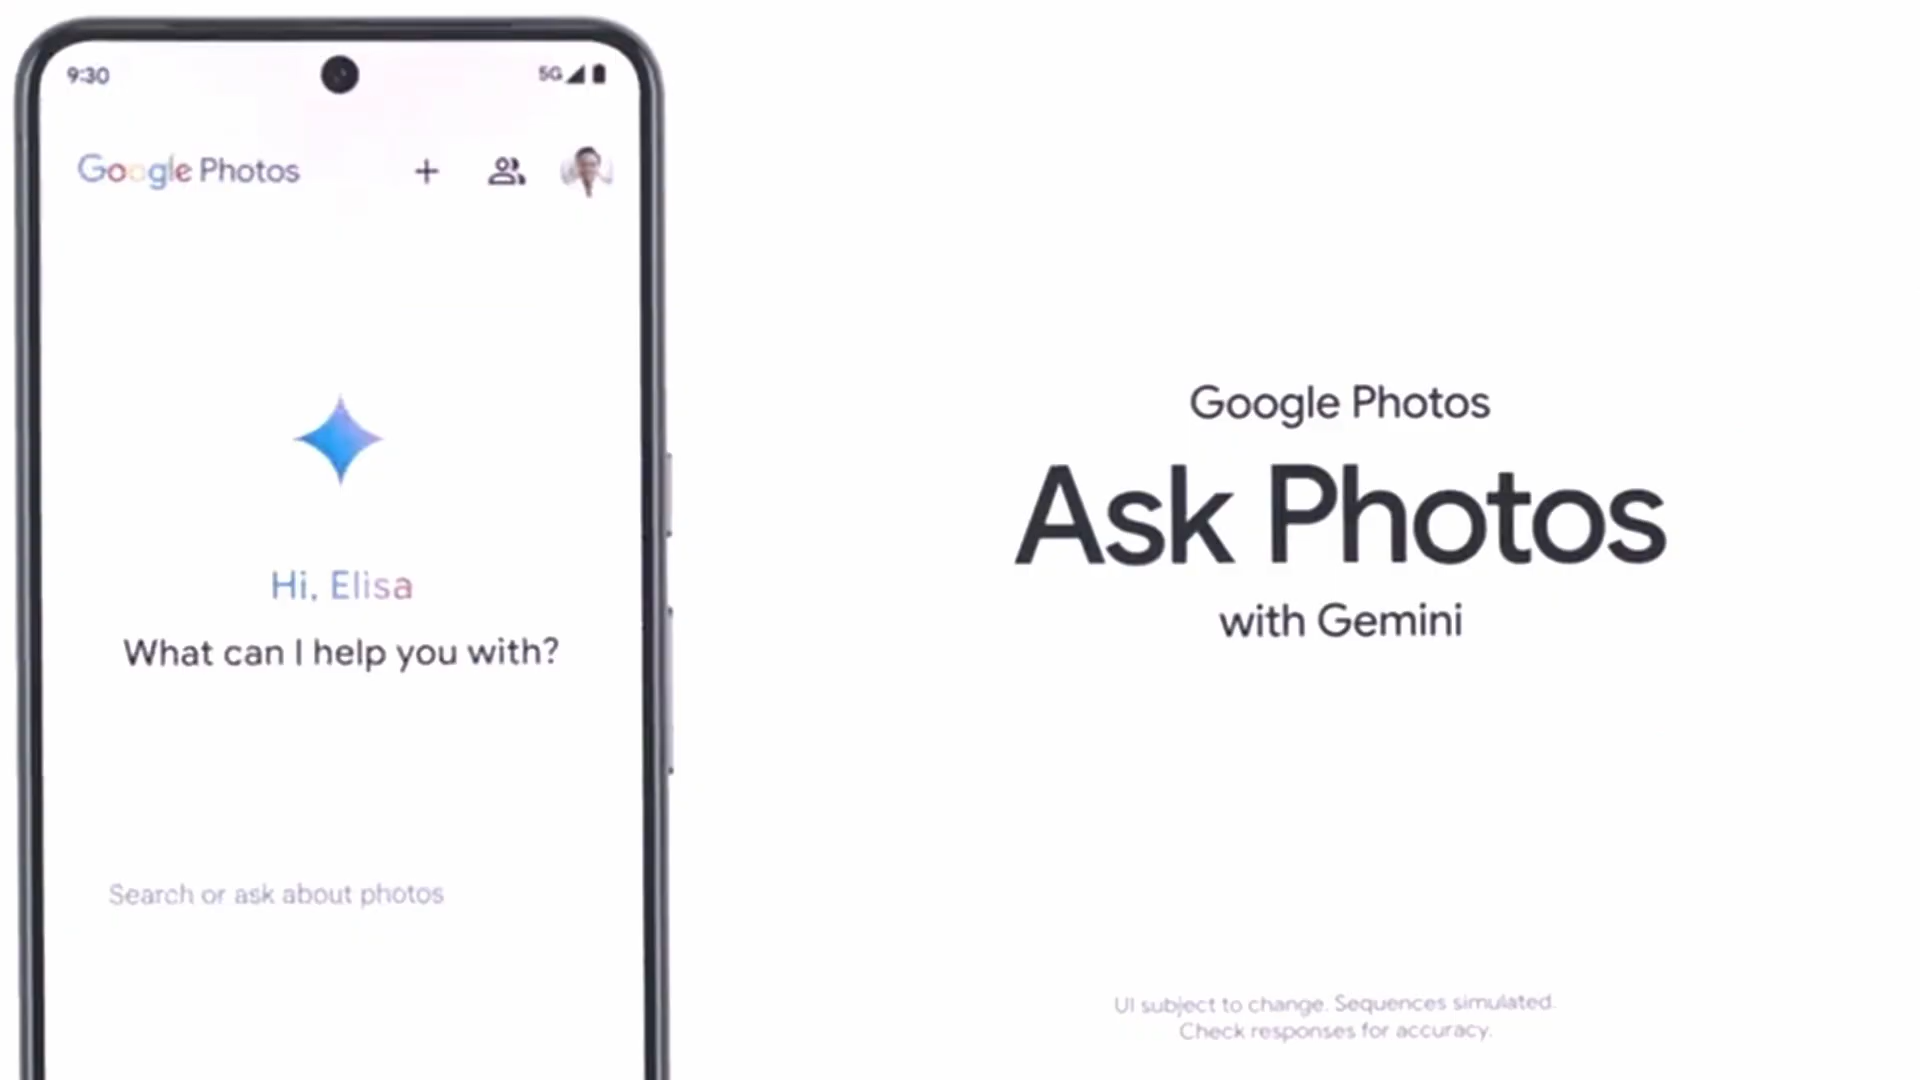 9:30
5G
Google Photos
Hi, Elisa
What can I help you with?
Search or ask about photos
Google Photos
Ask Photos
with Gemini
UI subject to change. Sequences simulated.
Check responses for accuracy.